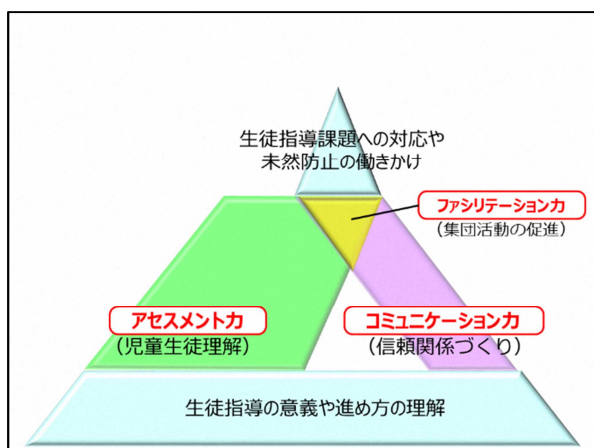 生徒指導課題への対応や
未然防止の働きかけ
ファシリテーション力
(集団活動の促進)
アセスメント力
(児童生徒理解)
コミュニケーション力
(信頼関係づくり)
生徒指導の意義や進め方の理解